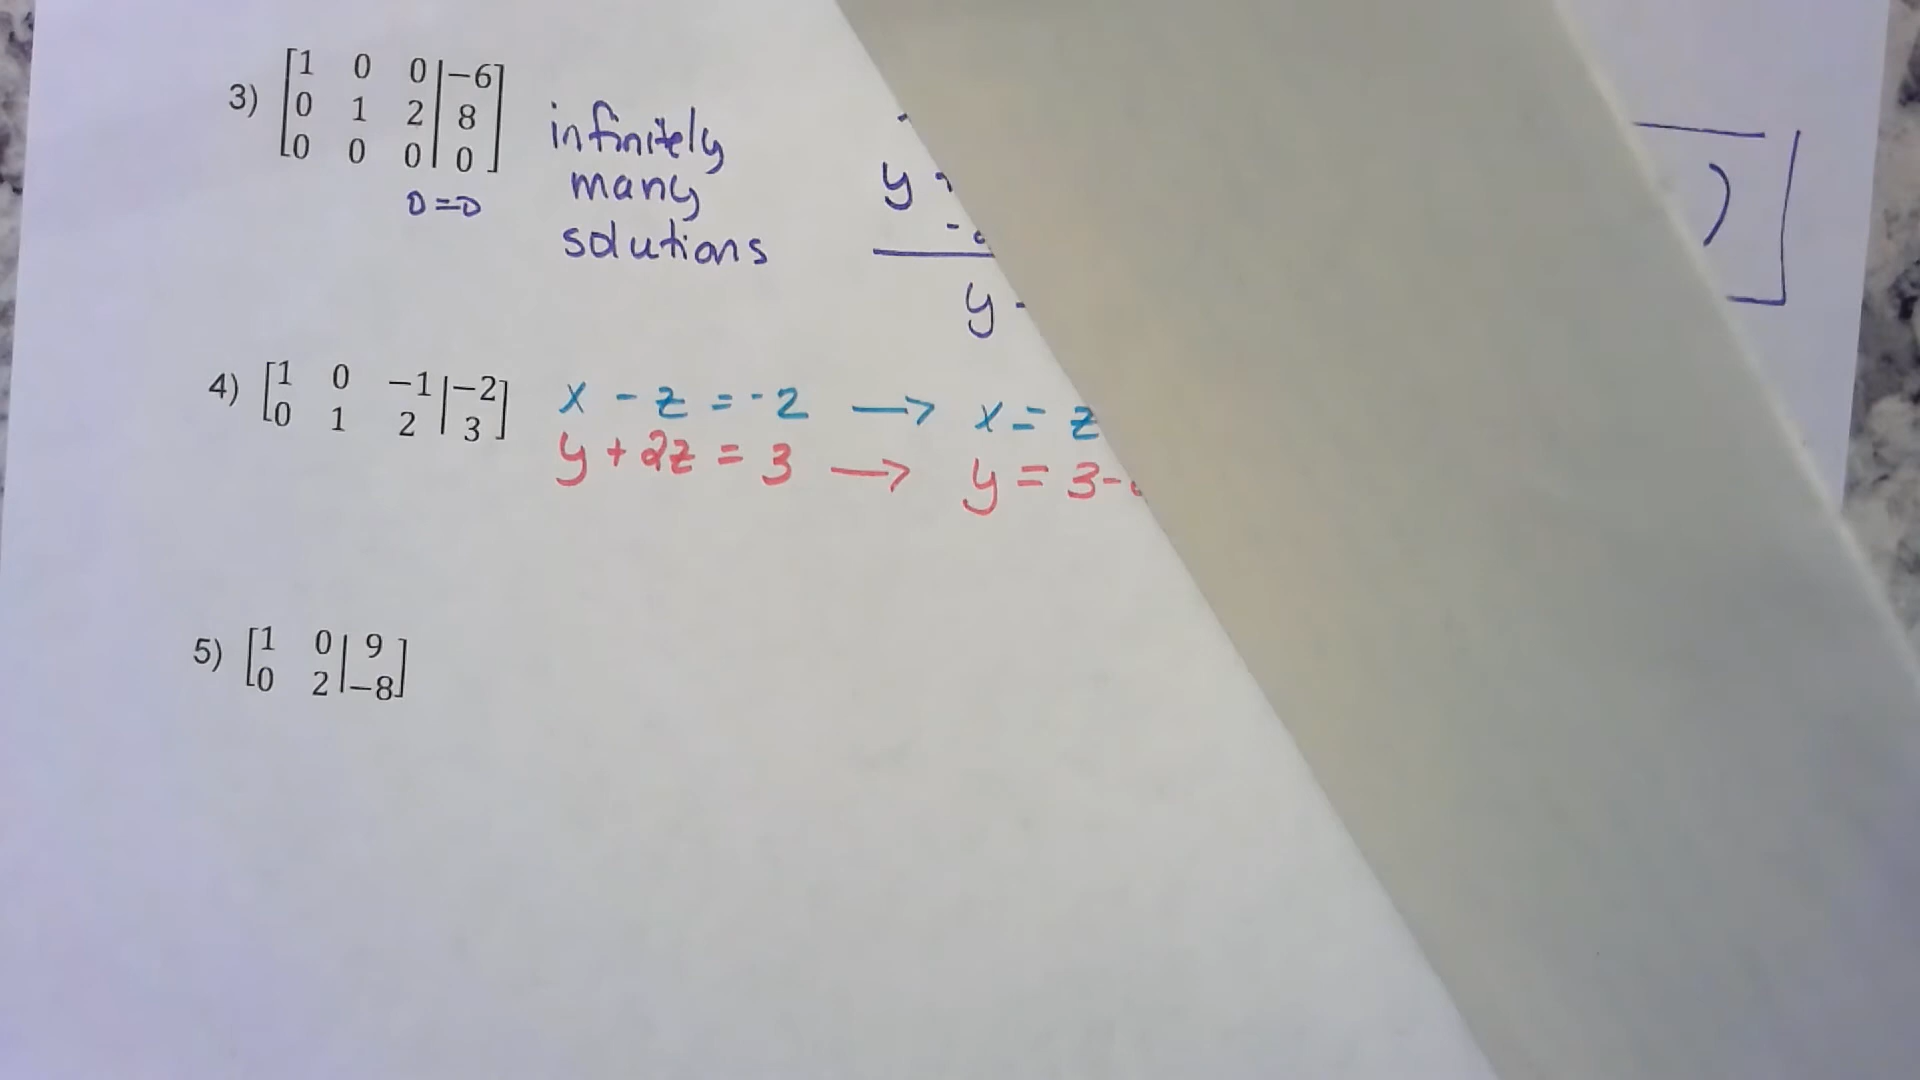 3) [1 0 0 | -6]
[0 1 2 | 8]
[0 0 0 | 0]
0=0
infinitely
many
solutions
y
y -
4) [1 0 -1 | -2]
[0 1 2 | 3]
x - z = -2 → x = z
y + 2z = 3 → y = 3-
5) [1 0 | 9]
[0 2 | -8]